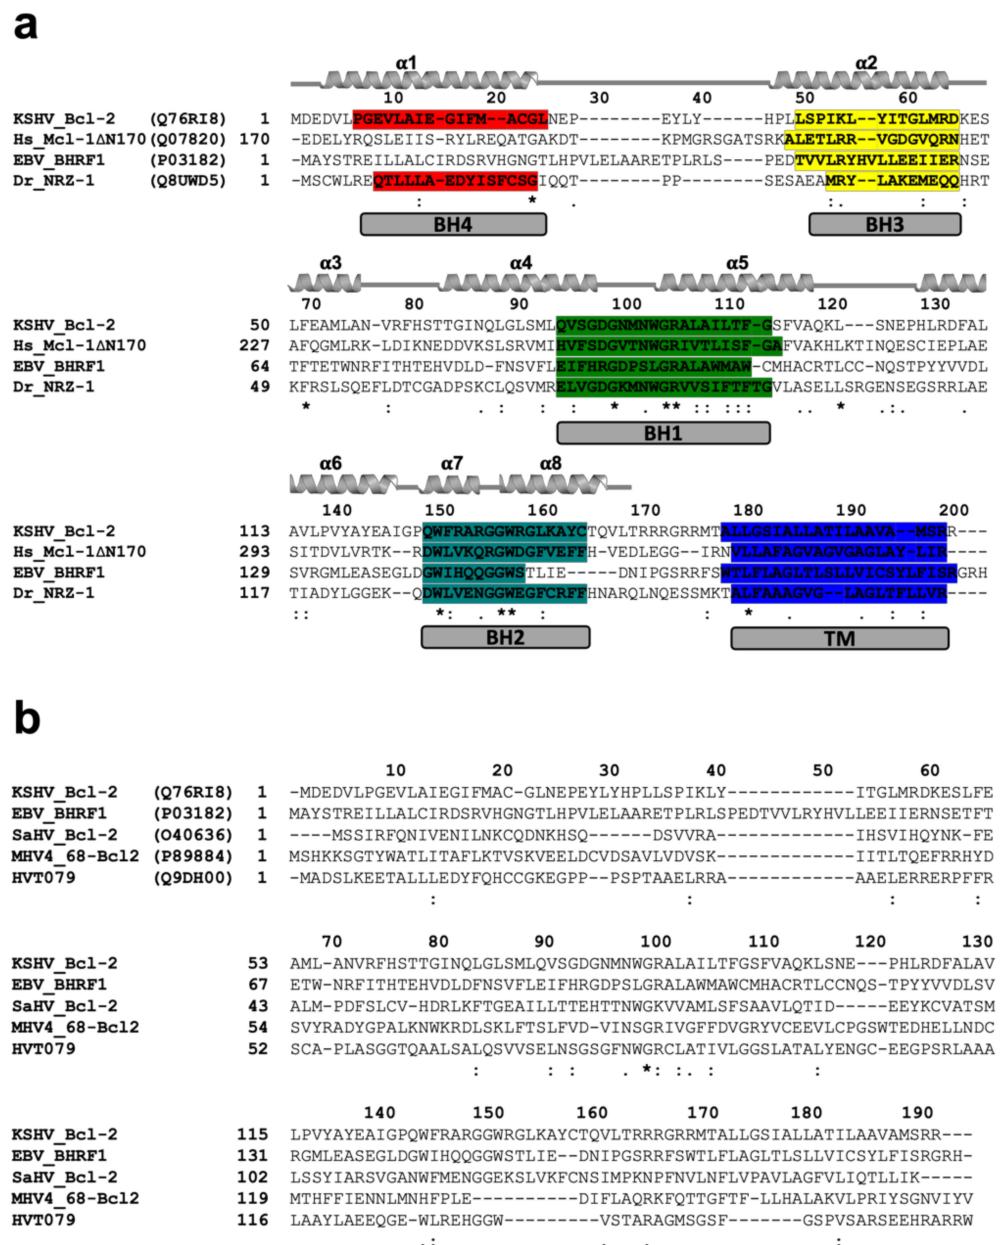 a
α1 α2
10 20 30 40 50 60
KSHV_Bcl-2 (Q76RI8) 1 MDEDVLPGEVLAIE-GIFM--ACGLNEP-----EYLY------HPLLSPIKL--YITGLMRDKES
Hs_Mcl-1ΔN170 (Q07820) 170 -EDELYRQSLEIIS-RYLREQATGAKDT--------KPMGRSGATSRKALETLRR--VGDGVQRNHET
EBV_BHRF1 (P03182) 1 -MAYSTREILLALCIRDSRVHGNGTLHPVLELAARETPLRLS----PEDTVVLRYHVLLEEIIERNSE
Dr_NRZ-1 (Q8UWD5) 1 -MSCWLREQTLLLA-EDYISFCSGIQQT-----PP--------SESAEAMRY--LAKEMEQQHRT
: * . :. : :
BH4 BH3
α3 α4 α5
70 80 90 100 110 120 130
KSHV_Bcl-2 50 LFEAMLAN-VRFHSTTGINQLGLSMLQVSGDGNMNWGRALAILTF-GSFVAQKL---SNEPHLRDFAL
Hs_Mcl-1ΔN170 227 AFQGMLRK-LDIKNEDDVKSLSRVMIHVFSDGVTNWGRIVTLISF-GAFVAKHLKTINQESCIEPLAE
EBV_BHRF1 64 TFTETWNRFITHTEHVDLD-FNSVFLEIFHRGDPSLGRALAWMAW-CMHACRTLCC-NQSTPYYVVDL
Dr_NRZ-1 49 KFRSLSQEFLDTCGADPSKCLQSVMRELVGDGKMNWGRVVSIFTFTGVLASELLSRGENSEGSRRLAE
* : . : : : * . ** :: ::: .. * .:. .
BH1
α6 α7 α8
140 150 160 170 180 190 200
KSHV_Bcl-2 113 AVLPVYAYEAIGPQWFRARGGWRGLKAYCTQVLTRRRGRRMTALLGSIALLATILAAVA--MSRR----
Hs_Mcl-1ΔN170 293 SITDVLVRTK--RDWLVKQRGWDGFVEFFH-VEDLEGG--IRNVLLAFAGVAGVGAGLAY-LIR----
EBV_BHRF1 129 SVRGMLEASEGLDGWIHQQGGWSTLIE-----DNIPGSRRFSWTLFLAGLTLSLLVICSYLFISRGRH
Dr_NRZ-1 117 TIADYLGGEK--QDWLVENGGWEGFCRFFHNARQLNQESSMKTALFAAAGVG--LAGLTFLLVR----
:: *: . ** : : * . . : :
BH2 TM
b
10 20 30 40 50 60
KSHV_Bcl-2 (Q76RI8) 1 -MDEDVLPGEVLAIEGIFMAC-GLNEPEYLYHPLLSPIKLY------------ITGLMRDKESLFE
EBV_BHRF1 (P03182) 1 MAYSTREILLALCIRDSRVHGNGTLHPVLELAARETPLRLSPEDTVVLRYHVLLEEIIERNSETFT
SaHV_Bcl-2 (O40636) 1 ----MSSIRFQNIVENILNKCQDNKHSQ------DSVVRA------------IHSVIHQYNK-FE
MHV4_68-Bcl2 (P89884) 1 MSHKKSGTYWATLITAFLKTVSKVEELDCVDSAVLVDVSK-------------IITLTQEFRRHYD
HVT079 (Q9DH00) 1 -MADSLKEETALLLEDYFQHCCGKEGPP--PSPTAAELRRA------------AAELERRERPFFR
: : : :
70 80 90 100 110 120 130
KSHV_Bcl-2 53 AML-ANVRFHSTTGINQLGLSMLQVSGDGNMNWGRALAILTFGSFVAQKLSNE---PHLRDFALAV
EBV_BHRF1 67 ETW-NRFITHTEHVDLDFNSVFLEIFHRGDPSLGRALAWMAWCMHACRTLCCNQS-TPYYVVDLSV
SaHV_Bcl-2 43 ALM-PDFSLCV-HDRLKFTGEAILLTTEHTTNWGKVVAMLSFSAAVLQTID-----EEYKCVATSM
MHV4_68-Bcl2 54 SVYRADYGPALKNWKRDLSKLFTSLFVD-VINSGRIVGFFDVGRYVCEEVLCPGSWTEDHELLNDC
HVT079 52 SCA-PLASGGTQAALSALQSVVSELNSGSGFNWGRCLATIVLGGSLATALYENGC-EEGPSRLAAA
: : : . *: :. : :
140 150 160 170 180 190
KSHV_Bcl-2 115 LPVYAYEAIGPQWFRARGGWRGLKAYCTQVLTRRRGRRMTALLGSIALLATILAAVAMSRR---
EBV_BHRF1 131 RGMLEASEGLDGWIHQQGGWSTLIE--DNIPGSRRFSWTLFLAGLTLSLLVICSYLFISRGRH-
SaHV_Bcl-2 102 LSSYIARSVGANWFMENGGEKSLVKFCNSIMPKNPFNVLNFLVPAVLAGFVLIQTLLIK-----
MHV4_68-Bcl2 119 MTHFFIENNLMNHFPLE---------DIFLAQRKFQTTGFTF-LLHALAKVLPRIYSGNVIYV
HVT079 116 LAAYLAEEQGE-WLREHGGW---------VSTARAGMSGSF-------GSPVSARSEEHRARRW
.: . . :